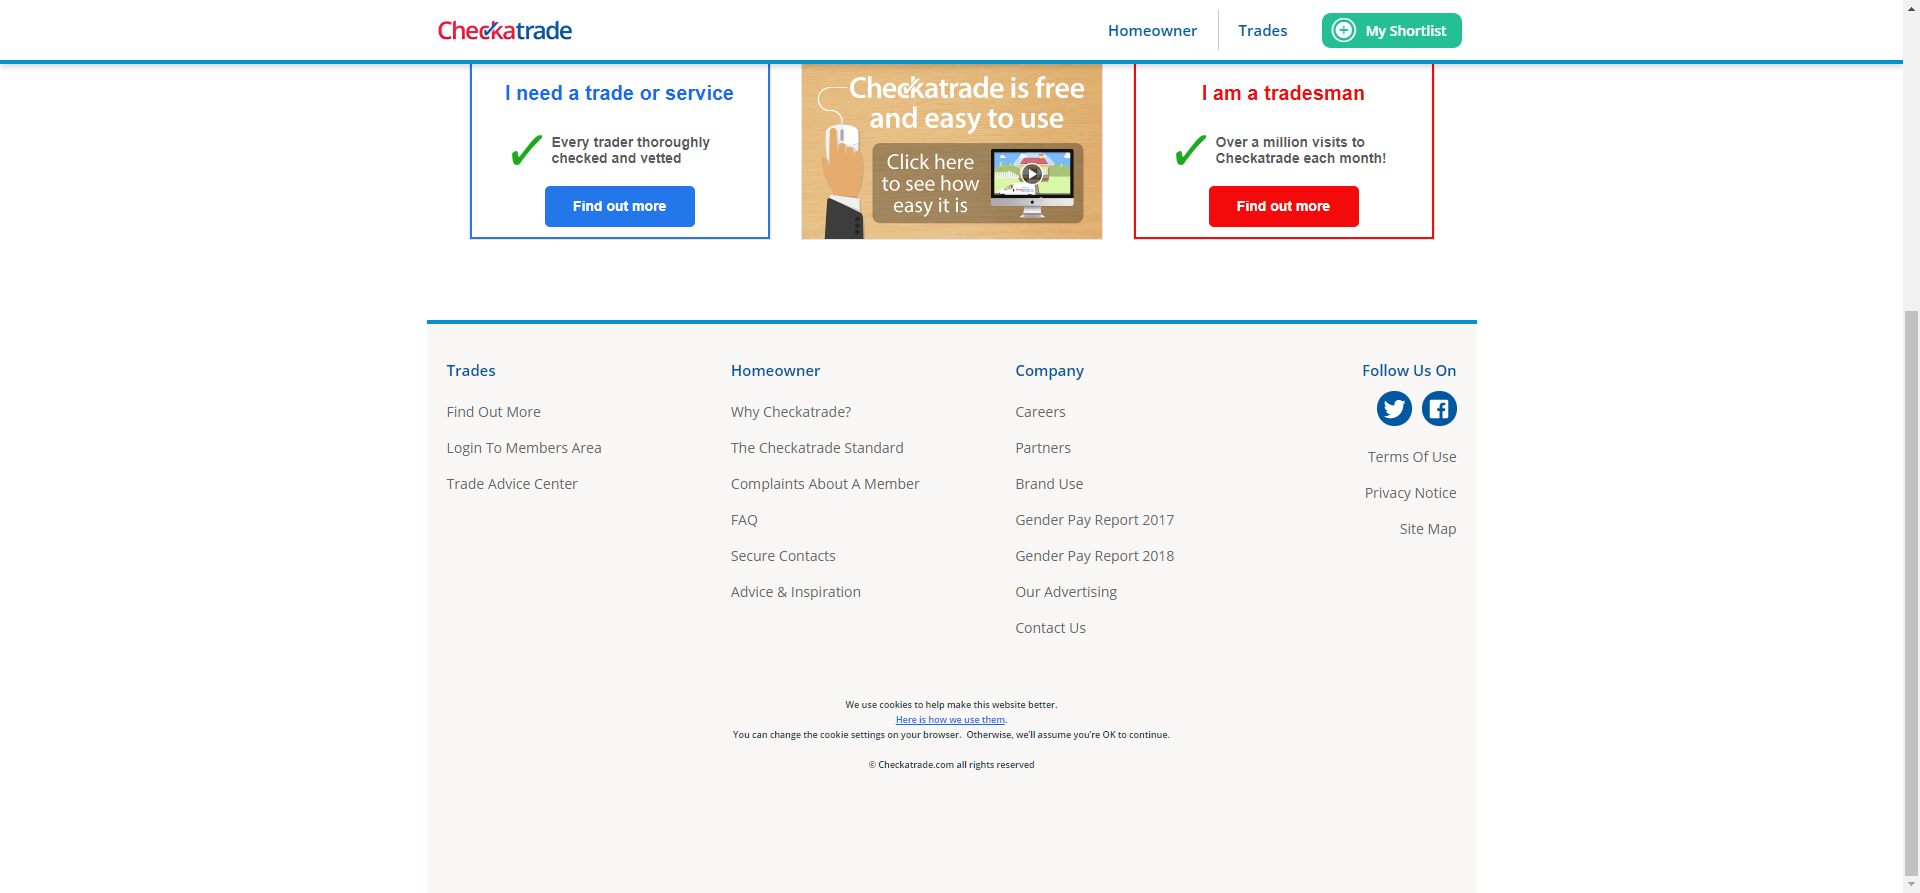 Checkatrade
Homeowner
Trades
My Shortlist
I need a trade or service
Every trader thoroughly
checked and vetted
Find out more
Checkatrade is free
and easy to use
Click here
to see how
easy it is
I am a tradesman
Over a million visits to
Checkatrade each month!
Find out more
Trades
Find Out More
Login To Members Area
Trade Advice Center
Homeowner
Why Checkatrade?
The Checkatrade Standard
Complaints About A Member
FAQ
Secure Contacts
Advice & Inspiration
Company
Careers
Partners
Brand Use
Gender Pay Report 2017
Gender Pay Report 2018
Our Advertising
Contact Us
Follow Us On
Terms Of Use
Privacy Notice
Site Map
We use cookies to help make this website better.
Here is how we use them.
You can change the cookie settings on your browser. Otherwise, we'll assume you're OK to continue.
© Checkatrade.com all rights reserved